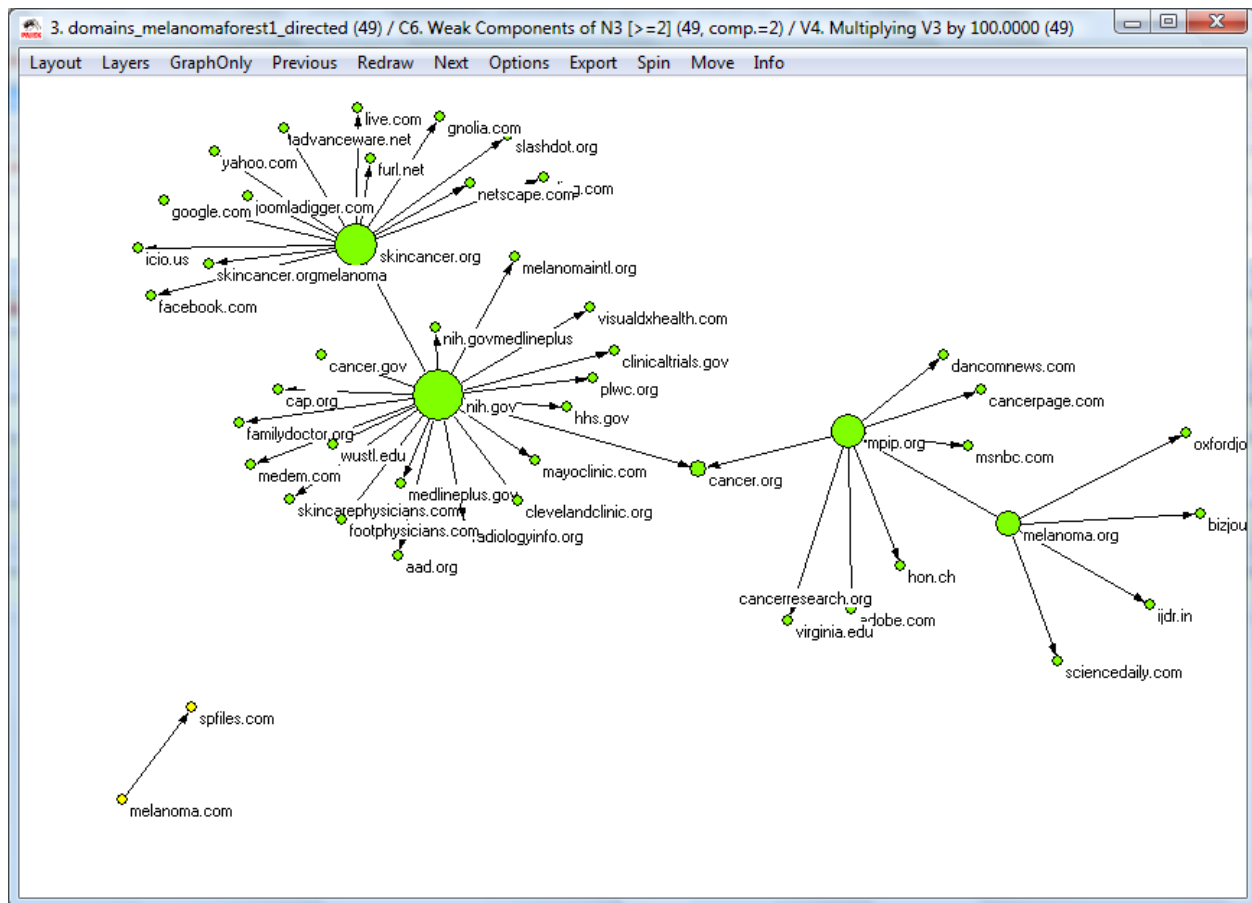 3. domains_melanomaforest1_directed (49) / C6. Weak Components of N3 [>=2] (49, comp.=2) / V4. Multiplying V3 by 100.0000 (49)
Layout Layers GraphOnly Previous Redraw Next Options Export Spin Move Info
live.com
gnolia.com
advanceware.net
slashdot.org
yahoo.com
furl.net
netscape.com
joomladigger.com
google.com
icio.us
skincancer.org
skincancer.orgmelanoma
melanomaintl.org
facebook.com
visualdxhealth.com
nih.govmedlineplus
clinicaltrials.gov
cancer.gov
dancomnews.com
plwc.org
cap.org
cancerpage.com
nih.gov
hhs.gov
familydoctor.org
mpip.org
oxfordjo
wustl.edu
msnbc.com
medem.com
mayoclinic.com
cancer.org
medlineplus.gov
skincarephysicians.com
clevelandclinic.org
bizjou
footphysicians.com
radiologyinfo.org
melanoma.org
aad.org
hon.ch
cancerresearch.org
ijdr.in
virginia.edu
sciencedaily.com
spfiles.com
melanoma.com